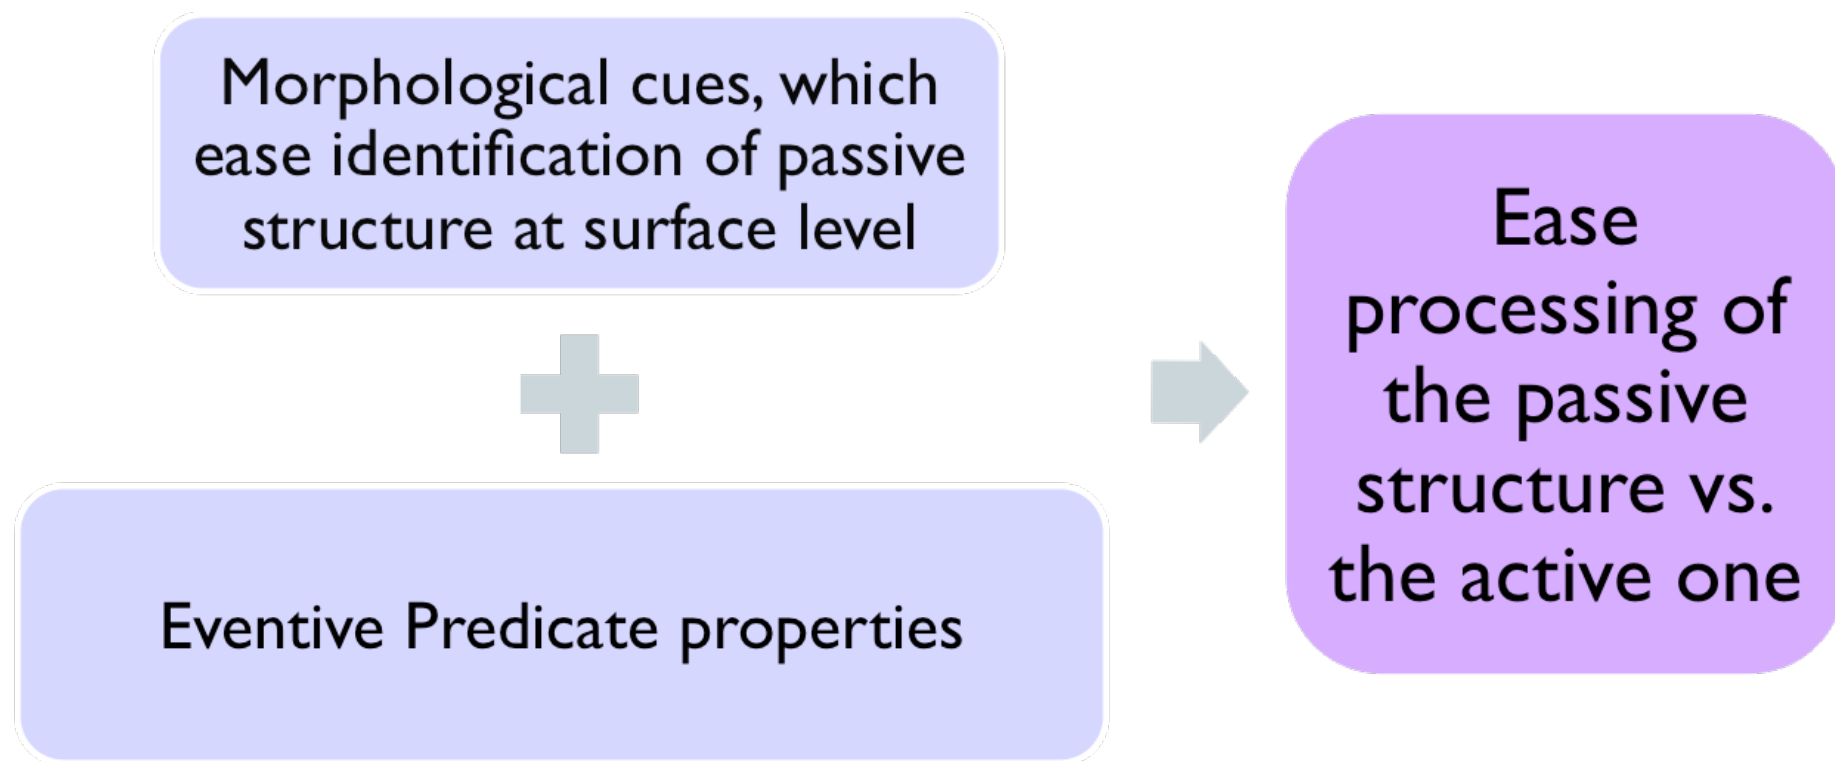 Morphological cues, which
ease identification of passive
structure at surface level
Eventive Predicate properties
Ease
processing of
the passive
structure vs.
the active one